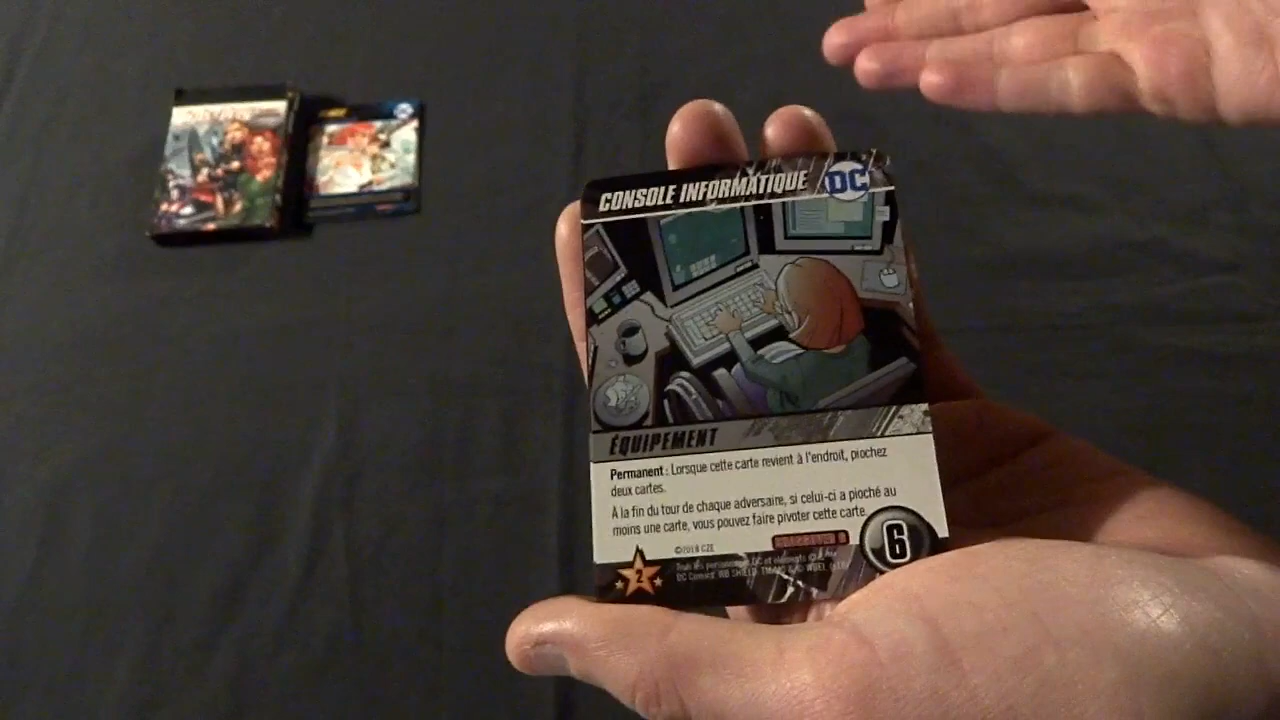 CONSOLE INFORMATIQUE
DC
ÉQUIPEMENT
Permanent : Lorsque cette carte revient à l'endroit, piochez
deux cartes.
À la fin du tour de chaque adversaire, si celui-ci a pioché au
moins une carte, vous pouvez faire pivoter cette carte.
©2018 CZE
CROSSOVER 6
2
6